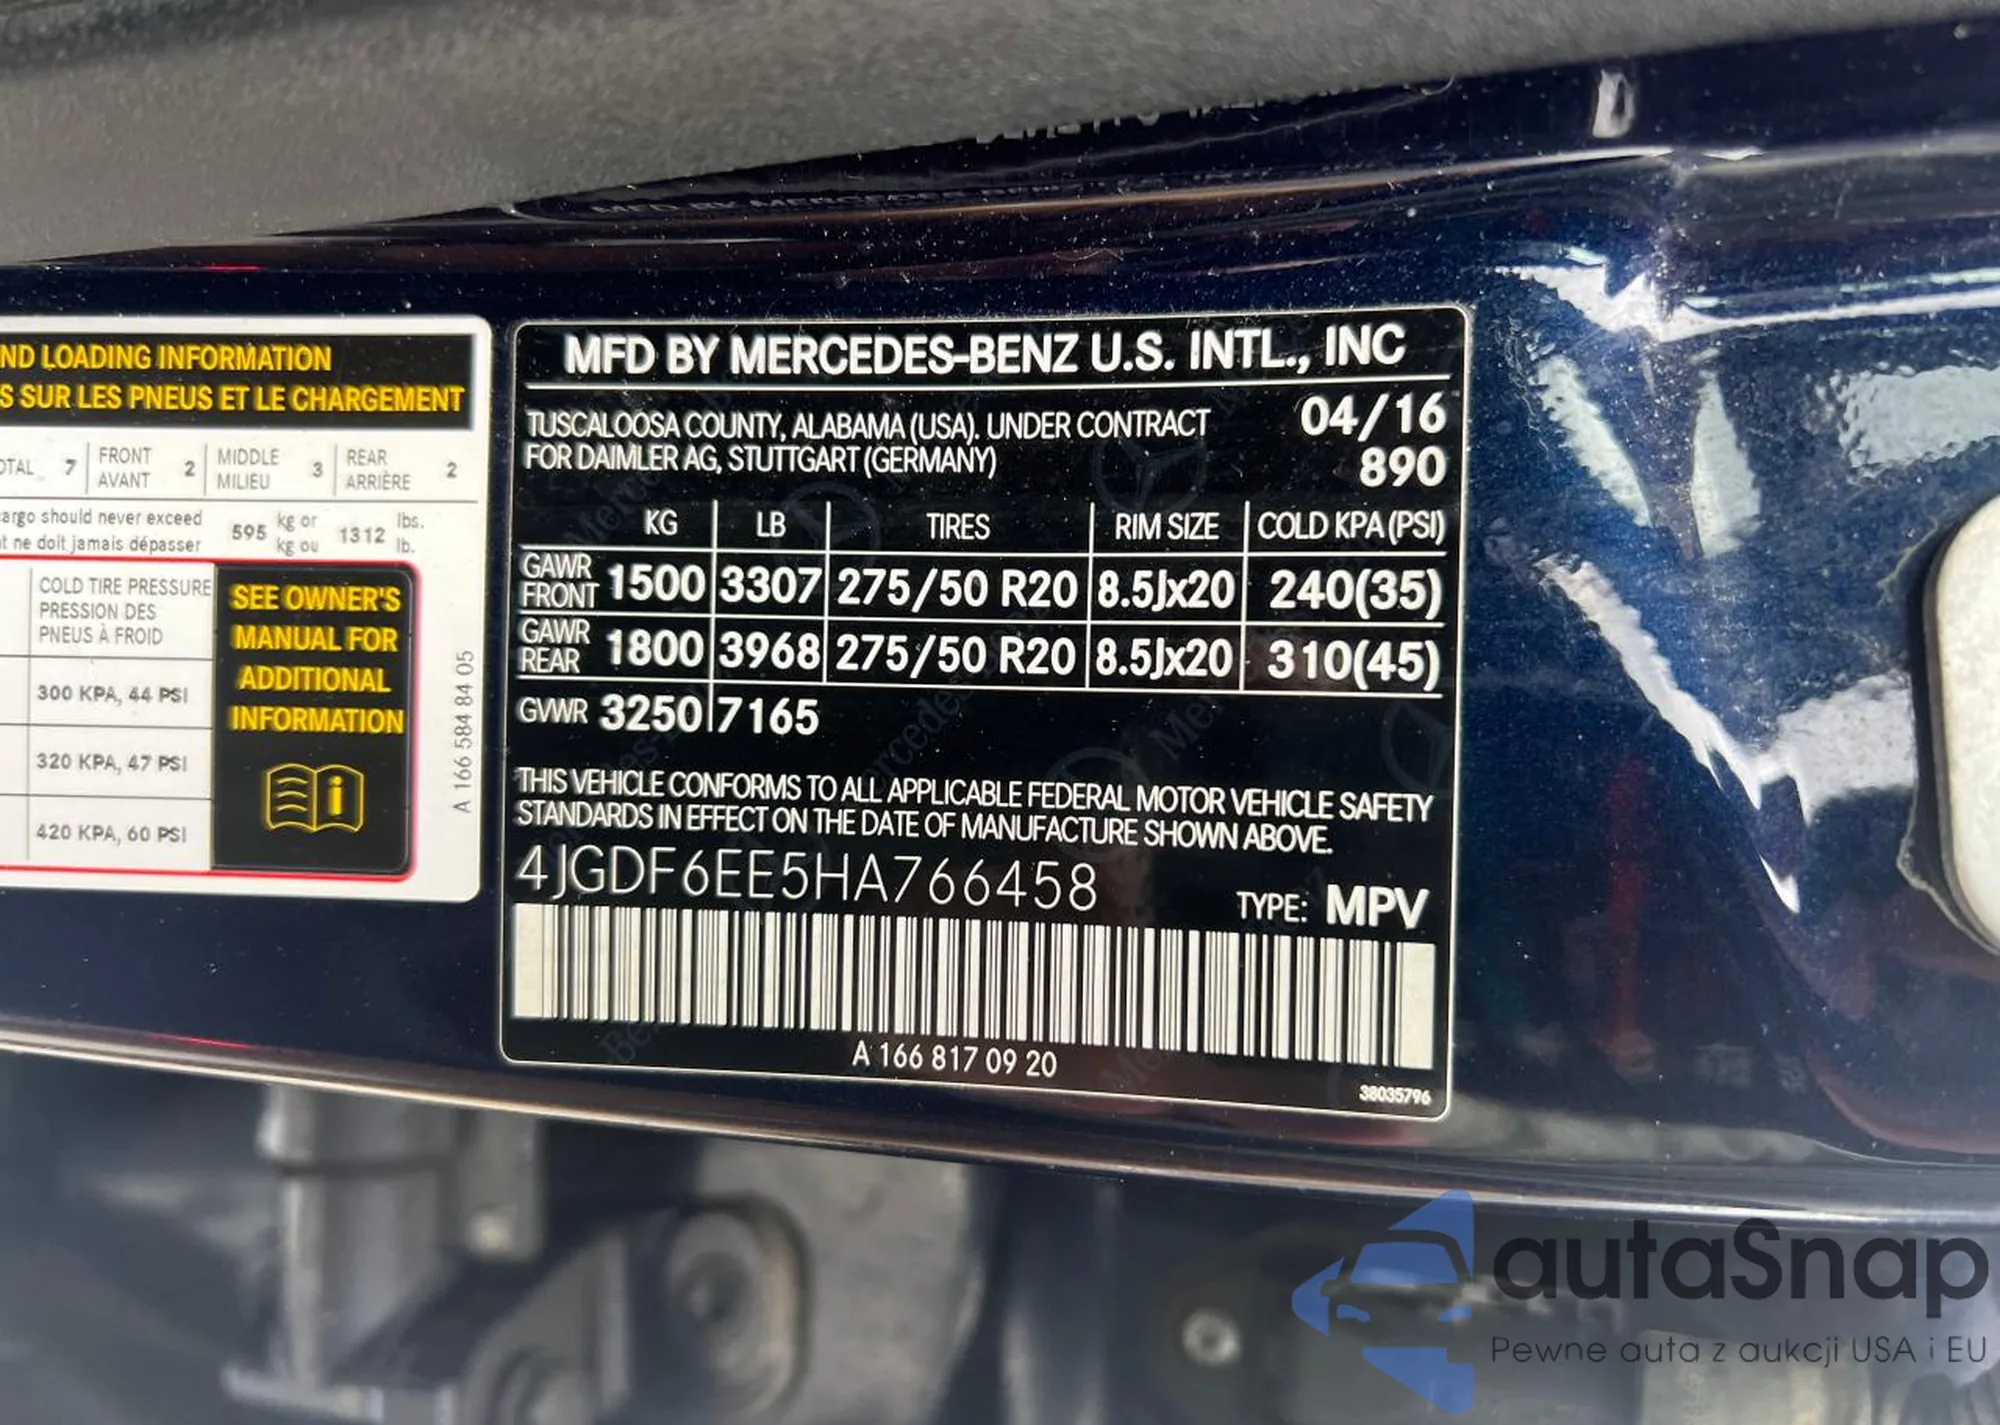 ND LOADING INFORMATION
S SUR LES PNEUS ET LE CHARGEMENT
OTAL 7 FRONT AVANT 2 MIDDLE MILIEU 3 REAR ARRIÈRE 2
argo should never exceed 595 kg or 1312 lbs.
t ne doit jamais dépasser kg ou lb.
COLD TIRE PRESSURE
PRESSION DES
PNEUS À FROID
300 KPA, 44 PSI
320 KPA, 47 PSI
420 KPA, 60 PSI
SEE OWNER'S
MANUAL FOR
ADDITIONAL
INFORMATION
A 166 584 84 05
MFD BY MERCEDES-BENZ U.S. INTL., INC
TUSCALOOSA COUNTY, ALABAMA (USA). UNDER CONTRACT 04/16
FOR DAIMLER AG, STUTTGART (GERMANY) 890
KG LB TIRES RIM SIZE COLD KPA (PSI)
GAWR FRONT 1500 3307 275/50 R20 8.5Jx20 240(35)
GAWR REAR 1800 3968 275/50 R20 8.5Jx20 310(45)
GVWR 3250 7165
THIS VEHICLE CONFORMS TO ALL APPLICABLE FEDERAL MOTOR VEHICLE SAFETY
STANDARDS IN EFFECT ON THE DATE OF MANUFACTURE SHOWN ABOVE.
4JGDF6EE5HA766458
TYPE: MPV
A 166 817 09 20
38035796
autaSnap
Pewne auta z aukcji USA i EU